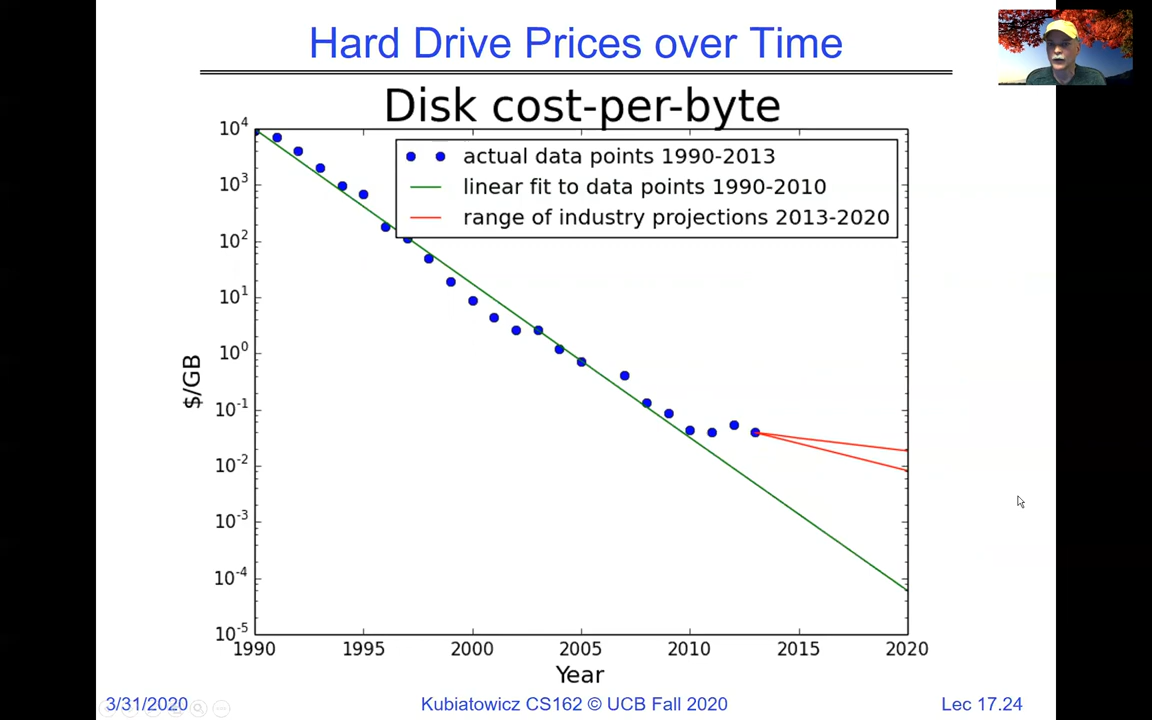 Hard Drive Prices over Time
Disk cost-per-byte
10^4
10^3
10^2
10^1
10^0
10^-1
10^-2
10^-3
10^-4
10^-5
$/GB
actual data points 1990-2013
linear fit to data points 1990-2010
range of industry projections 2013-2020
1990 1995 2000 2005 2010 2015 2020
Year
3/31/2020 Kubiatowicz CS162 © UCB Fall 2020 Lec 17.24